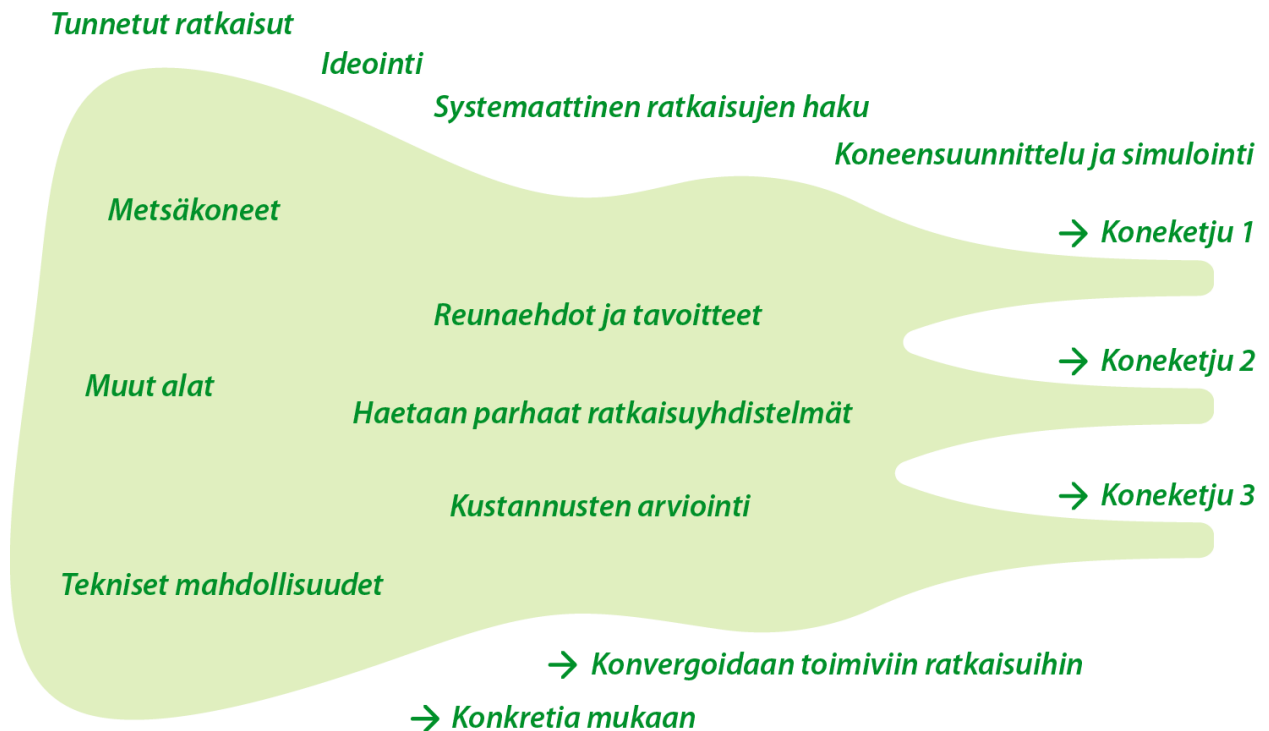 Tunnetut ratkaisut
Ideointi
Systemaattinen ratkaisujen haku
Koneensuunnittelu ja simulointi
Metsäkoneet
→ Koneketju 1
Reunaehdot ja tavoitteet
→ Koneketju 2
Muut alat
Haetaan parhaat ratkaisuyhdistelmät
→ Koneketju 3
Kustannusten arviointi
Tekniset mahdollisuudet
→ Konvergoidaan toimiviin ratkaisuihin
→ Konkretia mukaan